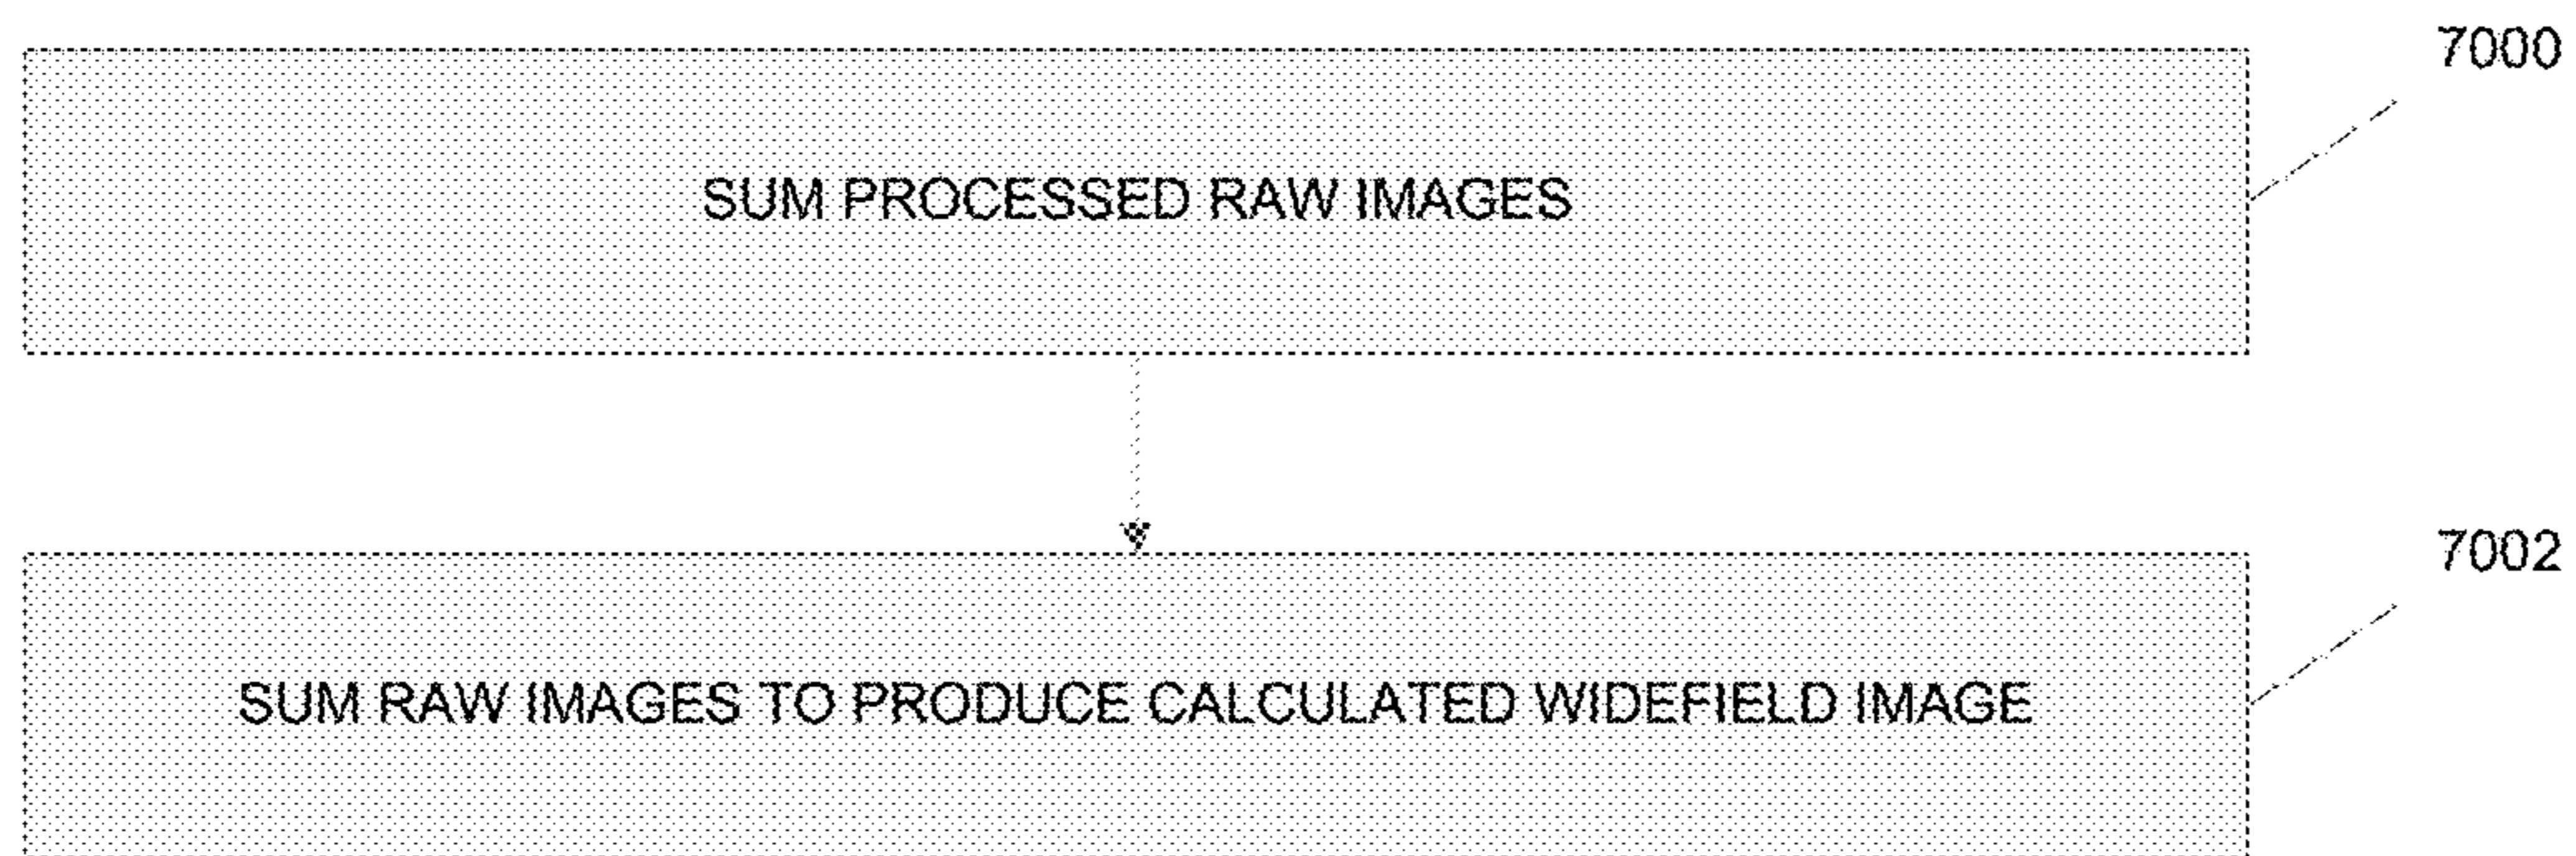 7000
SUM PROCESSED RAW IMAGES
7002
SUM RAW IMAGES TO PRODUCE CALCULATED WIDEFIELD IMAGE